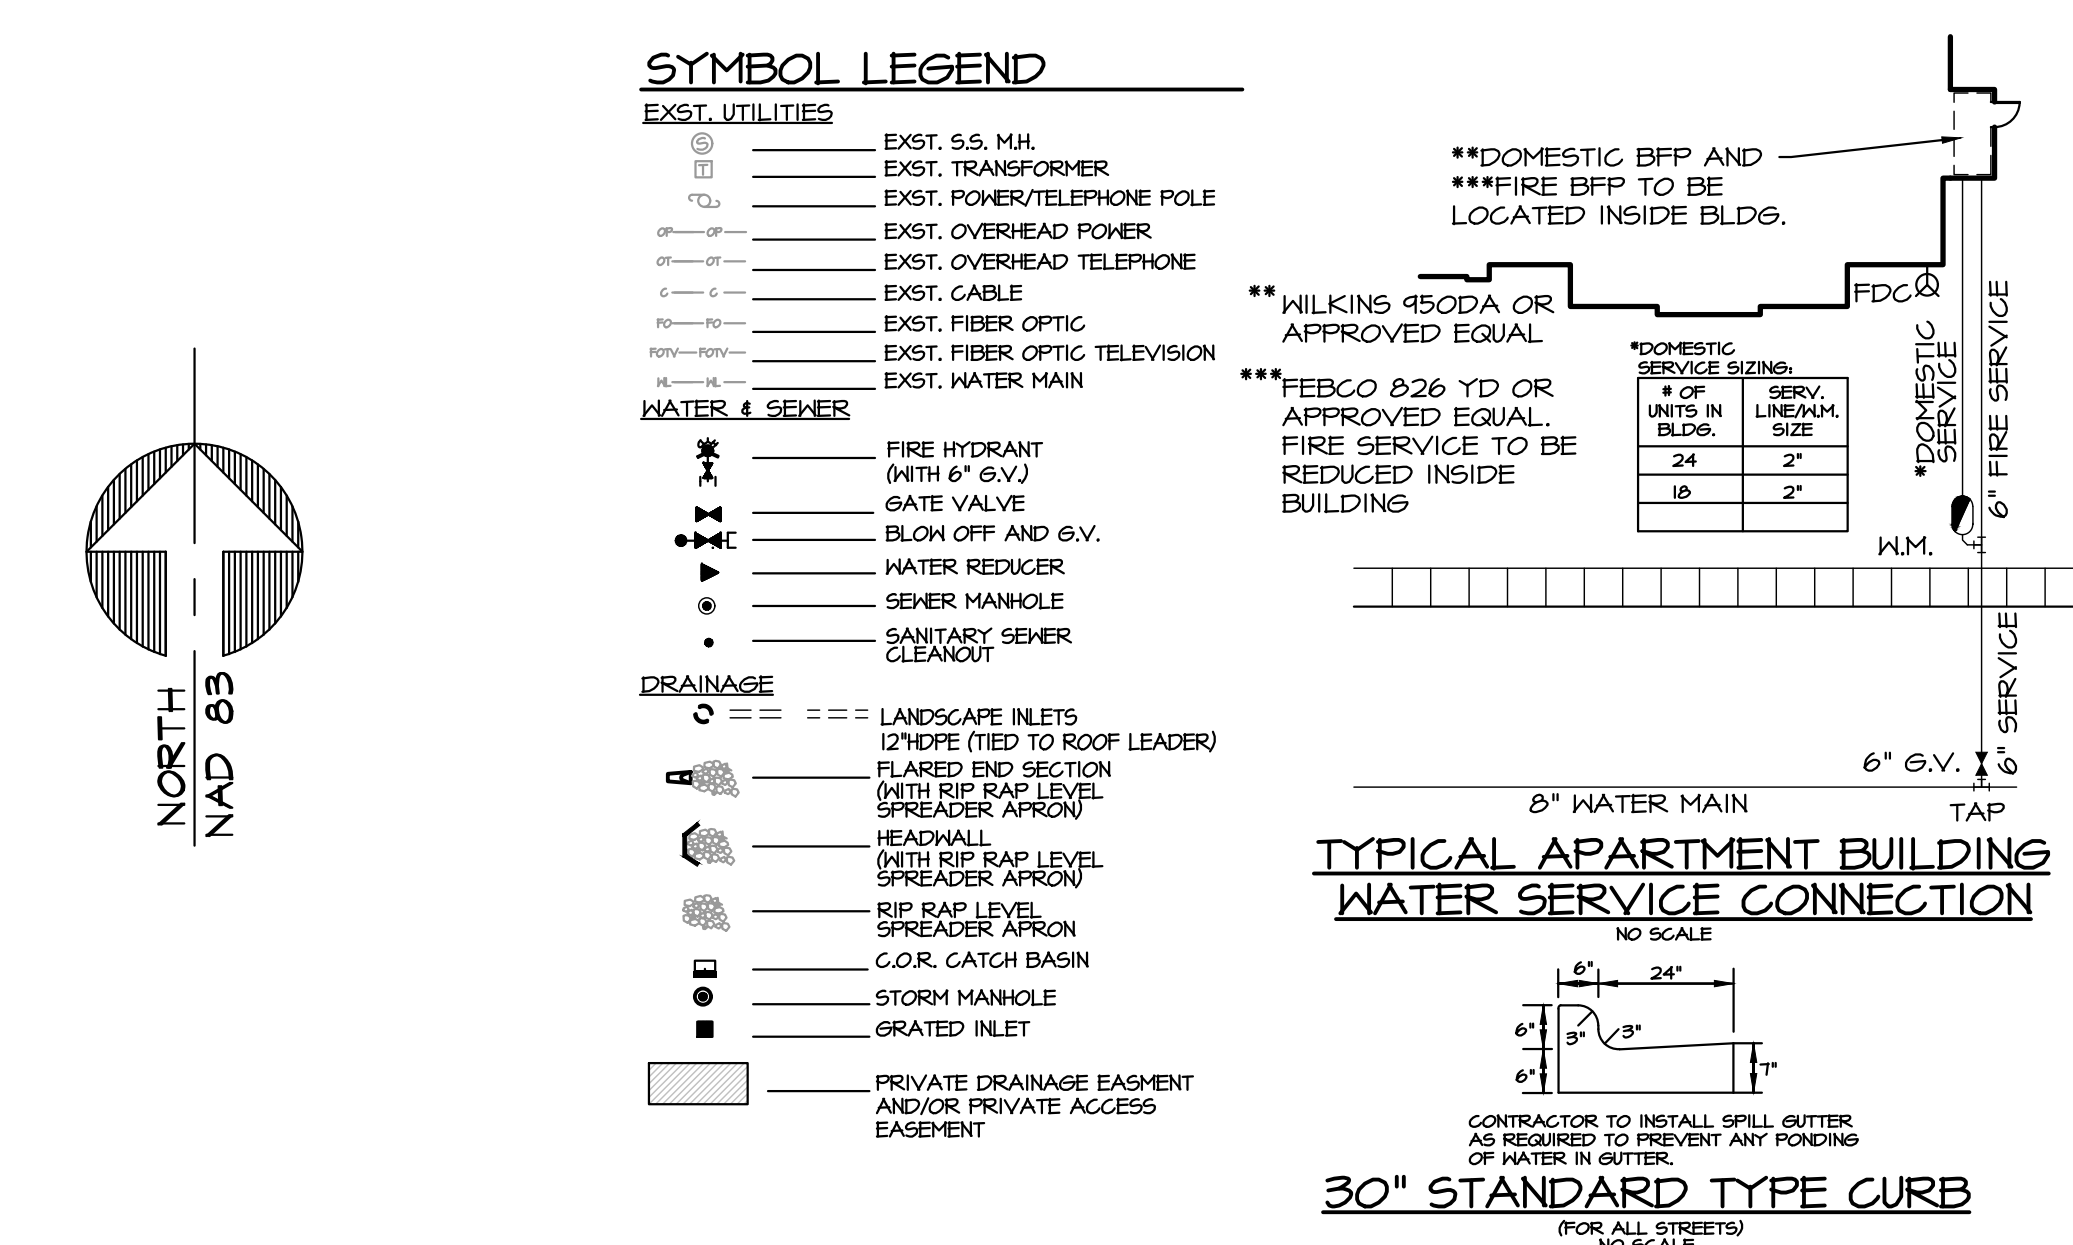 NORTH
NAD 83
SYMBOL LEGEND
EXST. UTILITIES
S
EXST. S.S. M.H.
T
EXST. TRANSFORMER
EXST. POWER/TELEPHONE POLE
OP OP
EXST. OVERHEAD POWER
OT OT
EXST. OVERHEAD TELEPHONE
C C
EXST. CABLE
FO FO
EXST. FIBER OPTIC
FOTV FOTV
EXST. FIBER OPTIC TELEVISION
WL WL
EXST. WATER MAIN
WATER & SEWER
FIRE HYDRANT
(WITH 6" G.V.)
GATE VALVE
BLOW OFF AND G.V.
WATER REDUCER
SEWER MANHOLE
SANITARY SEWER
CLEANOUT
DRAINAGE
LANDSCAPE INLETS
12"HDPE (TIED TO ROOF LEADER)
FLARED END SECTION
(WITH RIP RAP LEVEL
SPREADER APRON)
HEADWALL
(WITH RIP RAP LEVEL
SPREADER APRON)
RIP RAP LEVEL
SPREADER APRON
C.O.R. CATCH BASIN
STORM MANHOLE
GRATED INLET
PRIVATE DRAINAGE EASMENT
AND/OR PRIVATE ACCESS
EASEMENT
**DOMESTIC BFP AND
***FIRE BFP TO BE
LOCATED INSIDE BLDG.
** WILKINS 950DA OR
APPROVED EQUAL
***FEBCO 826 YD OR
APPROVED EQUAL.
FIRE SERVICE TO BE
REDUCED INSIDE
BUILDING
FDC
*DOMESTIC
SERVICE
6" FIRE SERVICE
*DOMESTIC
SERVICE SIZING:
# OF
UNITS IN
BLDG.
SERV.
LINE/W.M.
SIZE
24 2"
18 2"
W.M.
6" SERVICE
6" G.V.
8" WATER MAIN
TAP
TYPICAL APARTMENT BUILDING
WATER SERVICE CONNECTION
NO SCALE
6" 24"
6" 3" 3"
6" 7"
CONTRACTOR TO INSTALL SPILL GUTTER
AS REQUIRED TO PREVENT ANY PONDING
OF WATER IN GUTTER.
30" STANDARD TYPE CURB
(FOR ALL STREETS)
NO SCALE